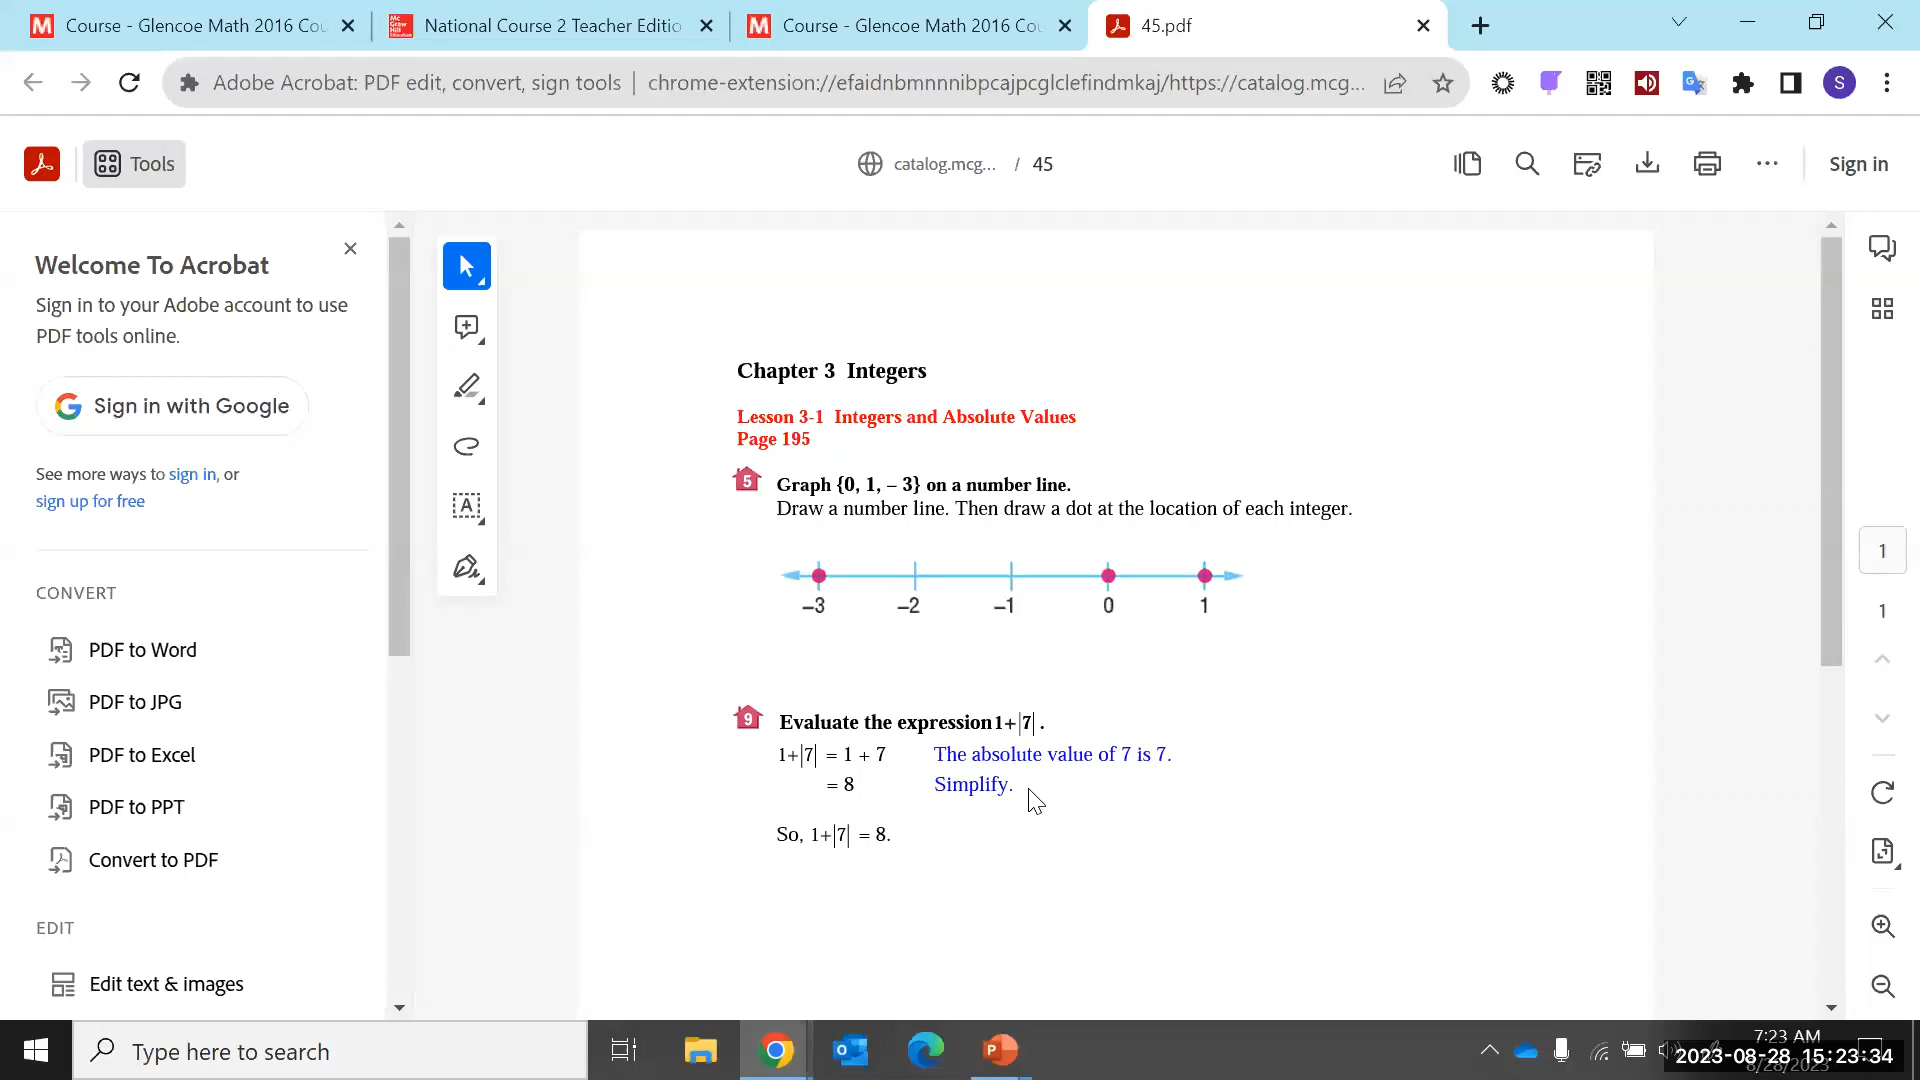 Course - Glencoe Math 2016 Cou
National Course 2 Teacher Editio
Course - Glencoe Math 2016 Cou
45.pdf
Adobe Acrobat: PDF edit, convert, sign tools | chrome-extension://efaidnbmnnnibpcajpcglclefindmkaj/https://catalog.mcg...
S
Tools
catalog.mcg... / 45
Sign in
Welcome To Acrobat
Sign in to your Adobe account to use
PDF tools online.
Sign in with Google
See more ways to sign in, or
sign up for free
CONVERT
PDF to Word
PDF to JPG
PDF to Excel
PDF to PPT
Convert to PDF
EDIT
Edit text & images
Chapter 3 Integers
Lesson 3-1 Integers and Absolute Values
Page 195
5 Graph {0, 1, – 3} on a number line.
Draw a number line. Then draw a dot at the location of each integer.
–3 –2 –1 0 1
9 Evaluate the expression 1+|7| .
1+|7| = 1 + 7 The absolute value of 7 is 7.
= 8 Simplify.
So, 1+|7| = 8.
1
1
Type here to search
7:23 AM
2023-08-28 15:23:34
8/28/2023